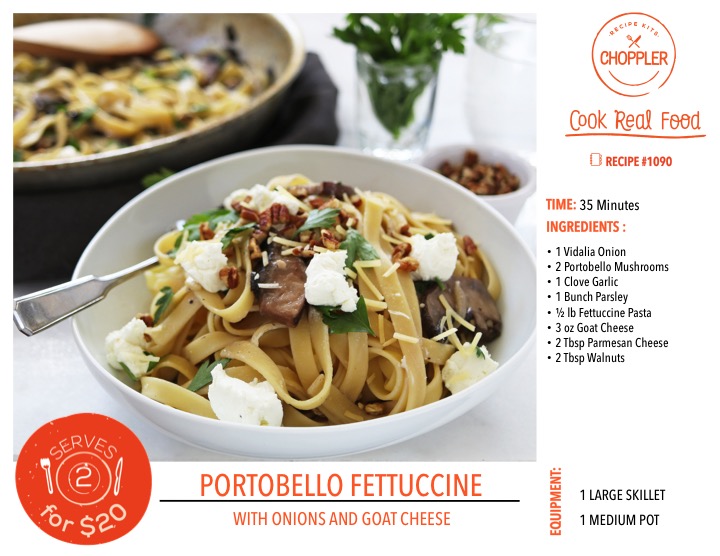 RECIPE KITS
CHOPPLER
Cook Real Food
RECIPE #1090
TIME: 35 Minutes
INGREDIENTS :
• 1 Vidalia Onion
• 2 Portobello Mushrooms
• 1 Clove Garlic
• 1 Bunch Parsley
• ½ lb Fettuccine Pasta
• 3 oz Goat Cheese
• 2 Tbsp Parmesan Cheese
• 2 Tbsp Walnuts
SERVES
2
for $20
PORTOBELLO FETTUCCINE
WITH ONIONS AND GOAT CHEESE
EQUIPMENT:
1 LARGE SKILLET
1 MEDIUM POT